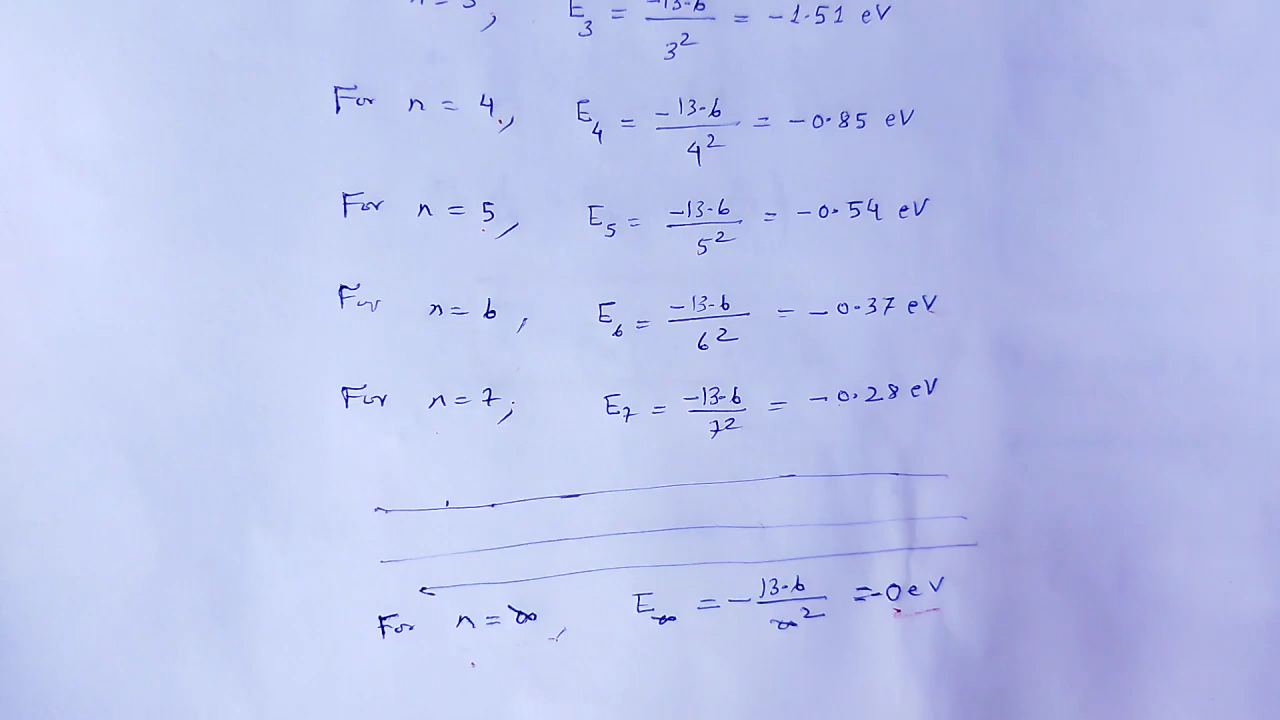 n = 3, E₃ = -13.6 / 3² = -1.51 eV
For n = 4, E₄ = -13.6 / 4² = -0.85 eV
For n = 5, E₅ = -13.6 / 5² = -0.54 eV
For n = 6, E₆ = -13.6 / 6² = -0.37 eV
For n = 7, E₇ = -13.6 / 7² = -0.28 eV
For n = ∞, E∞ = -13.6 / ∞² = -0 eV